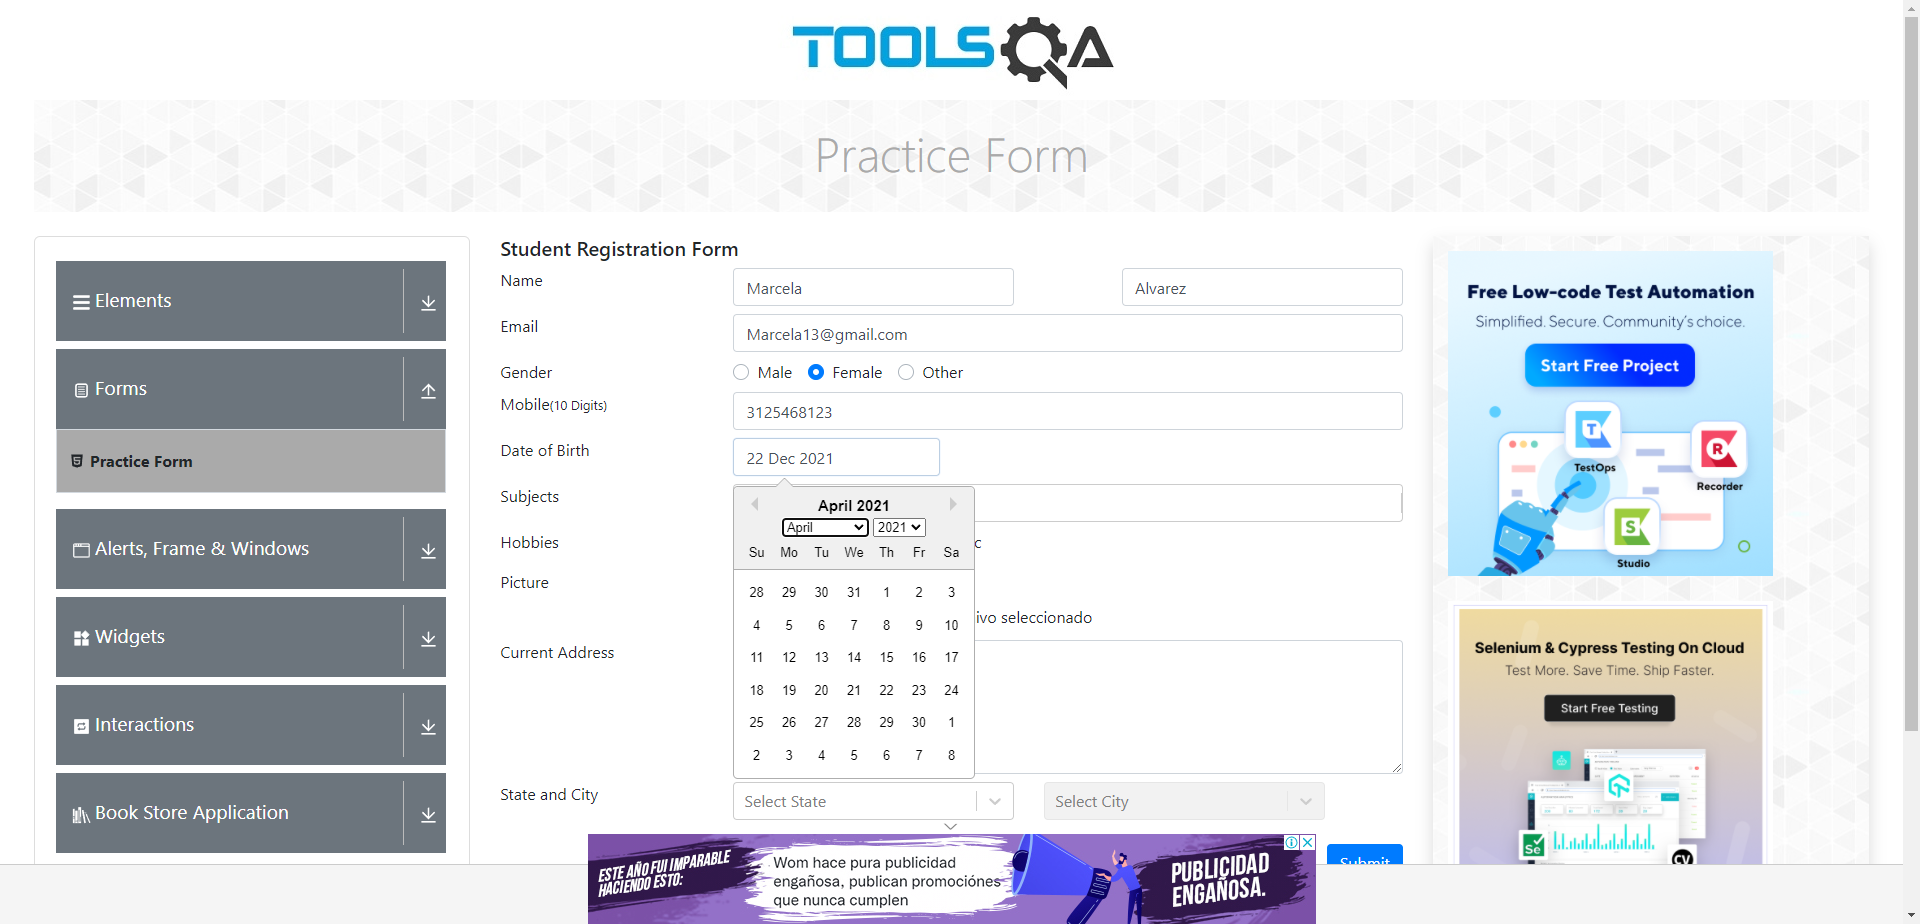 TOOLSQA
Practice Form
Elements
Forms
Practice Form
Alerts, Frame & Windows
Widgets
Interactions
Book Store Application
Student Registration Form
Name
Marcela
Alvarez
Email
Marcela13@gmail.com
Gender
Male
Female
Other
Mobile(10 Digits)
3125468123
Date of Birth
22 Dec 2021
April 2021
April
2021
Su Mo Tu We Th Fr Sa
28 29 30 31 1 2 3
4 5 6 7 8 9 10
11 12 13 14 15 16 17
18 19 20 21 22 23 24
25 26 27 28 29 30 1
2 3 4 5 6 7 8
Subjects
Hobbies
c
Picture
ivo seleccionado
Current Address
State and City
Select State
Select City
Submit
Free Low-code Test Automation
Simplified. Secure. Community's choice.
Start Free Project
T
TestOps
R
Recorder
S
Studio
Selenium & Cypress Testing On Cloud
Test More. Save Time. Ship Faster.
Start Free Testing
Se
CY
ESTE AÑO FUI IMPARABLE
HACIENDO ESTO:
Wom hace pura publicidad
engañosa, publican promociónes
que nunca cumplen
PUBLICIDAD
ENGAÑOSA.